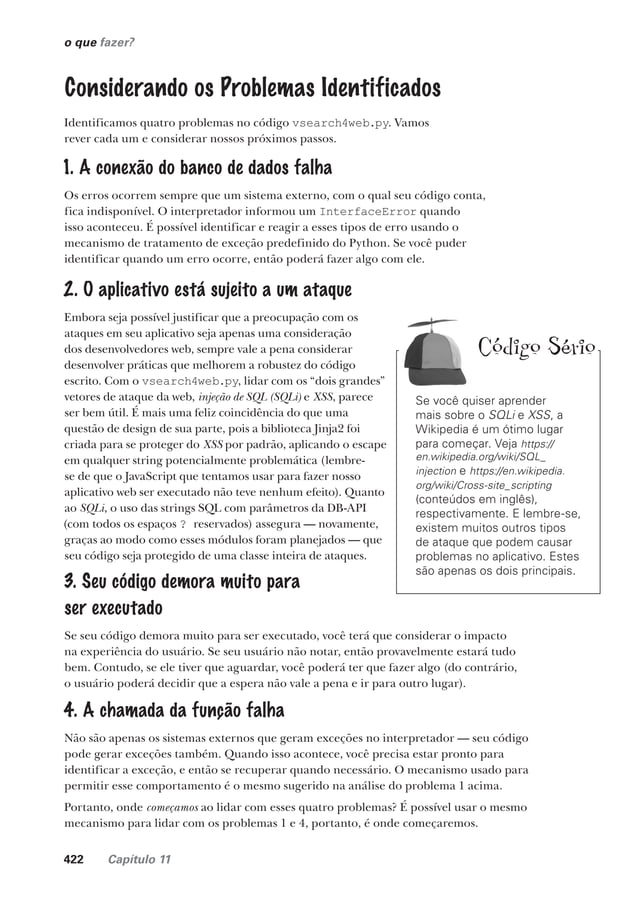 o que fazer?
Considerando os Problemas Identificados
Identificamos quatro problemas no código vsearch4web.py. Vamos
rever cada um e considerar nossos próximos passos.
1. A conexão do banco de dados falha
Os erros ocorrem sempre que um sistema externo, com o qual seu código conta,
fica indisponível. O interpretador informou um InterfaceError quando
isso aconteceu. É possível identificar e reagir a esses tipos de erro usando o
mecanismo de tratamento de exceção predefinido do Python. Se você puder
identificar quando um erro ocorre, então poderá fazer algo com ele.
2. O aplicativo está sujeito a um ataque
Embora seja possível justificar que a preocupação com os
ataques em seu aplicativo seja apenas uma consideração
dos desenvolvedores web, sempre vale a pena considerar
desenvolver práticas que melhorem a robustez do código
escrito. Com o vsearch4web.py, lidar com os “dois grandes”
vetores de ataque da web, injeção de SQL (SQLi) e XSS, parece
ser bem útil. É mais uma feliz coincidência do que uma
questão de design de sua parte, pois a biblioteca Jinja2 foi
criada para se proteger do XSS por padrão, aplicando o escape
em qualquer string potencialmente problemática (lembre-
se de que o JavaScript que tentamos usar para fazer nosso
aplicativo web ser executado não teve nenhum efeito). Quanto
ao SQLi, o uso das strings SQL com parâmetros da DB-API
(com todos os espaços ? reservados) assegura — novamente,
graças ao modo como esses módulos foram planejados — que
seu código seja protegido de uma classe inteira de ataques.
Código Sério
Se você quiser aprender
mais sobre o SQLi e XSS, a
Wikipedia é um ótimo lugar
para começar. Veja https://
en.wikipedia.org/wiki/SQL_
injection e https://en.wikipedia.
org/wiki/Cross-site_scripting
(conteúdos em inglês),
respectivamente. E lembre-se,
existem muitos outros tipos
de ataque que podem causar
problemas no aplicativo. Estes
são apenas os dois principais.
3. Seu código demora muito para
ser executado
Se seu código demora muito para ser executado, você terá que considerar o impacto
na experiência do usuário. Se seu usuário não notar, então provavelmente estará tudo
bem. Contudo, se ele tiver que aguardar, você poderá ter que fazer algo (do contrário,
o usuário poderá decidir que a espera não vale a pena e ir para outro lugar).
4. A chamada da função falha
Não são apenas os sistemas externos que geram exceções no interpretador — seu código
pode gerar exceções também. Quando isso acontece, você precisa estar pronto para
identificar a exceção, e então se recuperar quando necessário. O mecanismo usado para
permitir esse comportamento é o mesmo sugerido na análise do problema 1 acima.
Portanto, onde começamos ao lidar com esses quatro problemas? É possível usar o mesmo
mecanismo para lidar com os problemas 1 e 4, portanto, é onde começaremos.
422 Capítulo 11